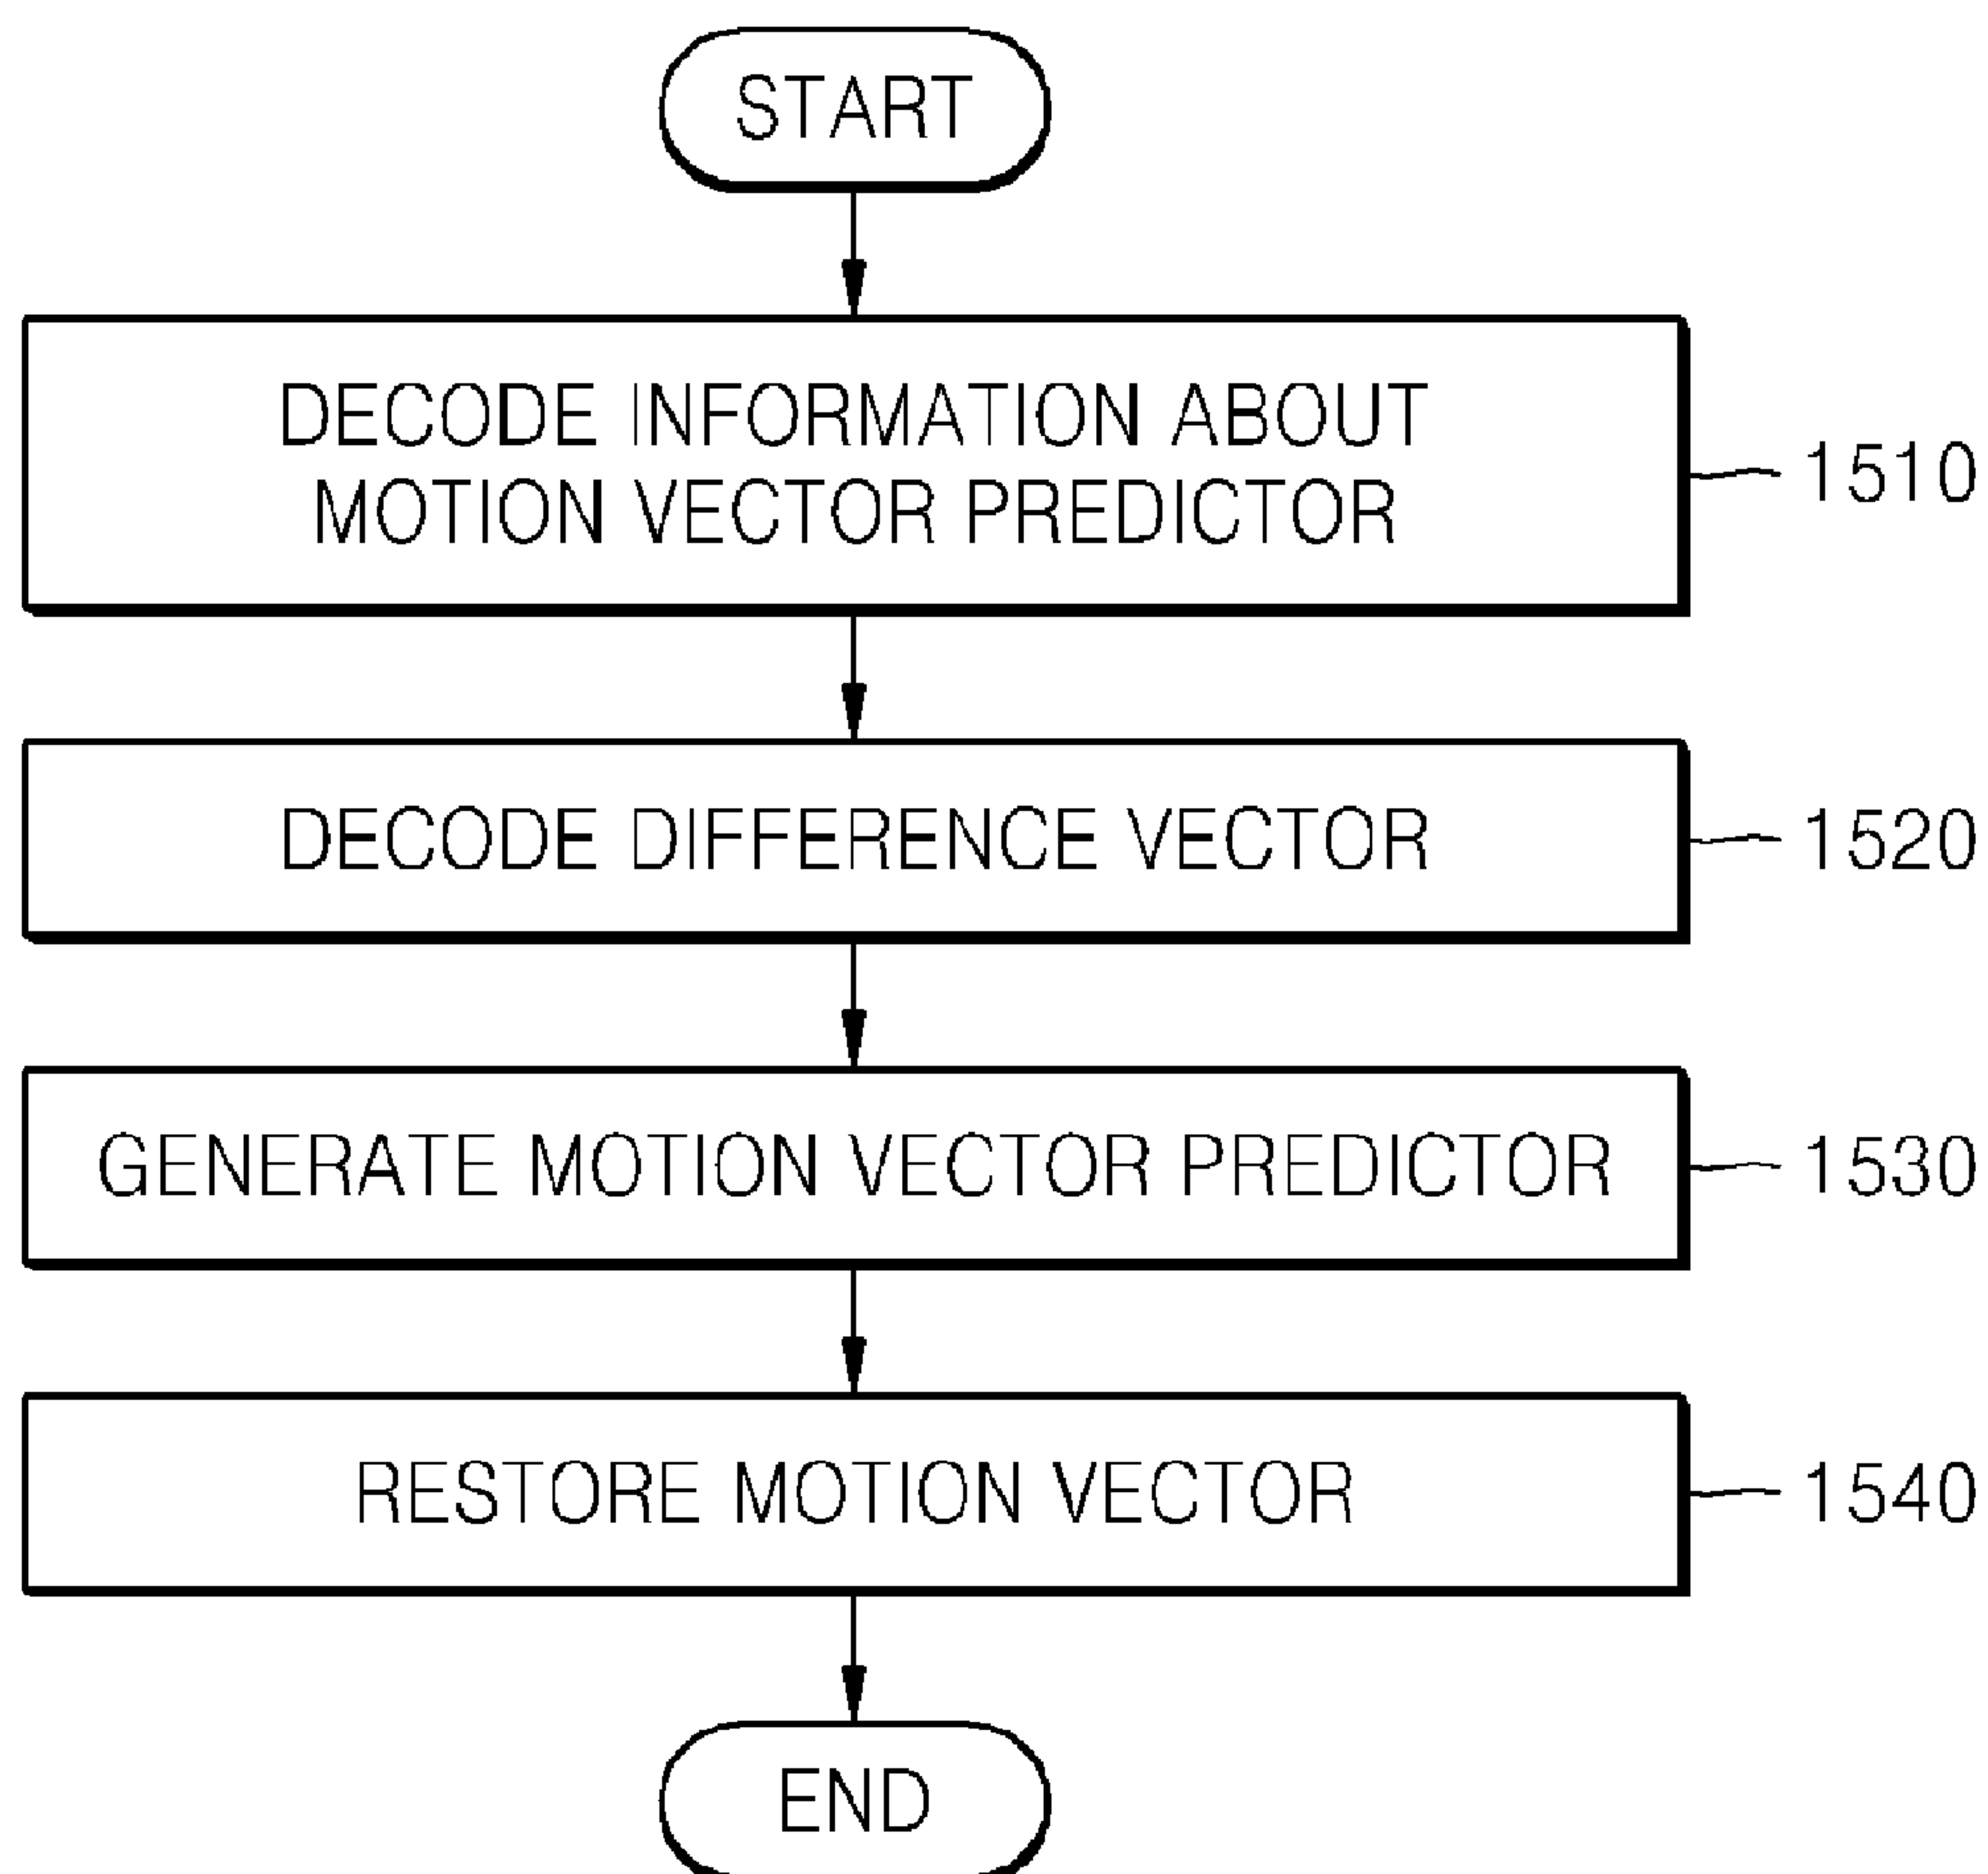 START
DECODE INFORMATION ABOUT
MOTION VECTOR PREDICTOR
1510
DECODE DIFFERENCE VECTOR
1520
GENERATE MOTION VECTOR PREDICTOR
1530
RESTORE MOTION VECTOR
1540
END